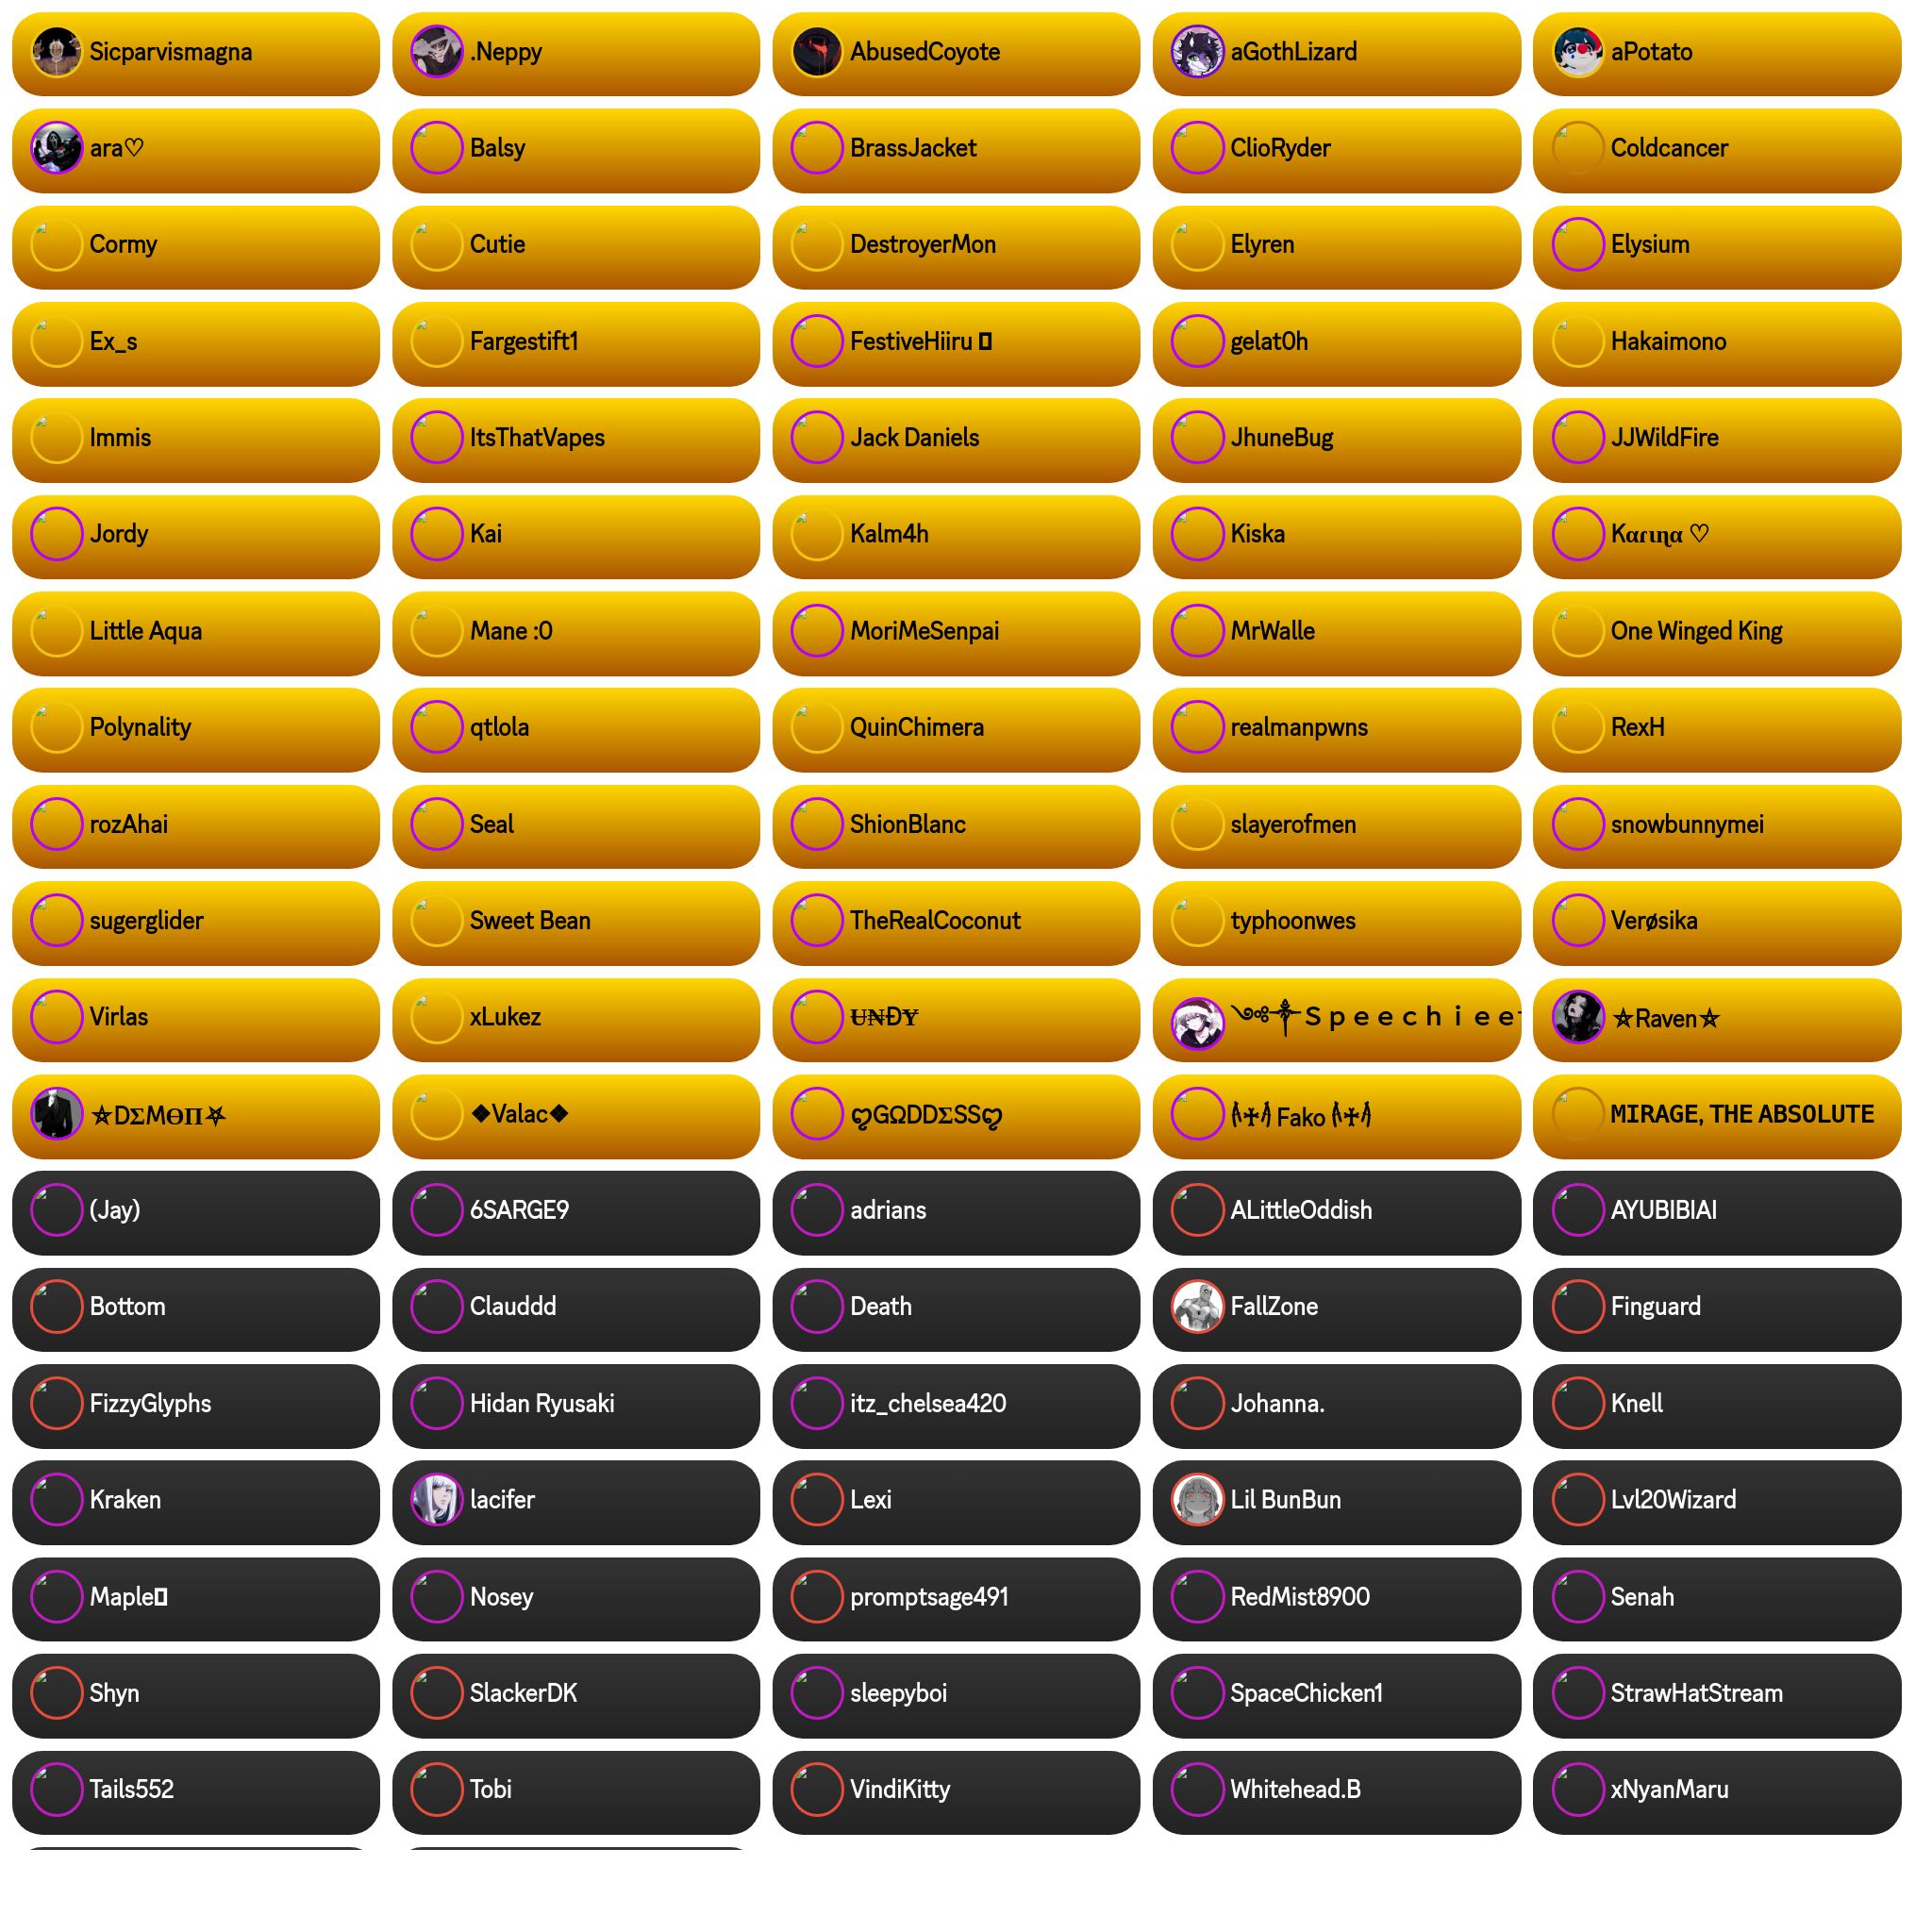 Sicparvismagna
.Neppy
AbusedCoyote
aGothLizard
aPotato
ara♡
Balsy
BrassJacket
ClioRyder
Coldcancer
Cormy
Cutie
DestroyerMon
Elyren
Elysium
Ex_s
Fargestift1
FestiveHiiru
gelat0h
Hakaimono
Immis
ItsThatVapes
Jack Daniels
JhuneBug
JJWildFire
Jordy
Kai
Kalm4h
Kiska
Kαɾιɳα ♡
Little Aqua
Mane :0
MoriMeSenpai
MrWalle
One Winged King
Polynality
qtlola
QuinChimera
realmanpwns
RexH
rozAhai
Seal
ShionBlanc
slayerofmen
snowbunnymei
sugerglider
Sweet Bean
TheRealCoconut
typhoonwes
Verøsika
Virlas
xLukez
U̶₦ĐɎ
༺✟Ｓｐｅｅｃｈｉｅｅ
⛤Raven⛤
⛤DΣMӨΠ⛧
❖Valac❖
ღGΩDDΣSSღ
Fako
MIRAGE, THE ABSOLUTE
(Jay)
6SARGE9
adrians
ALittleOddish
AYUBIBIAI
Bottom
Clauddd
Death
FallZone
Finguard
FizzyGlyphs
Hidan Ryusaki
itz_chelsea420
Johanna.
Knell
Kraken
lacifer
Lexi
Lil BunBun
Lvl20Wizard
Maple
Nosey
promptsage491
RedMist8900
Senah
Shyn
SlackerDK
sleepyboi
SpaceChicken1
StrawHatStream
Tails552
Tobi
VindiKitty
Whitehead.B
xNyanMaru